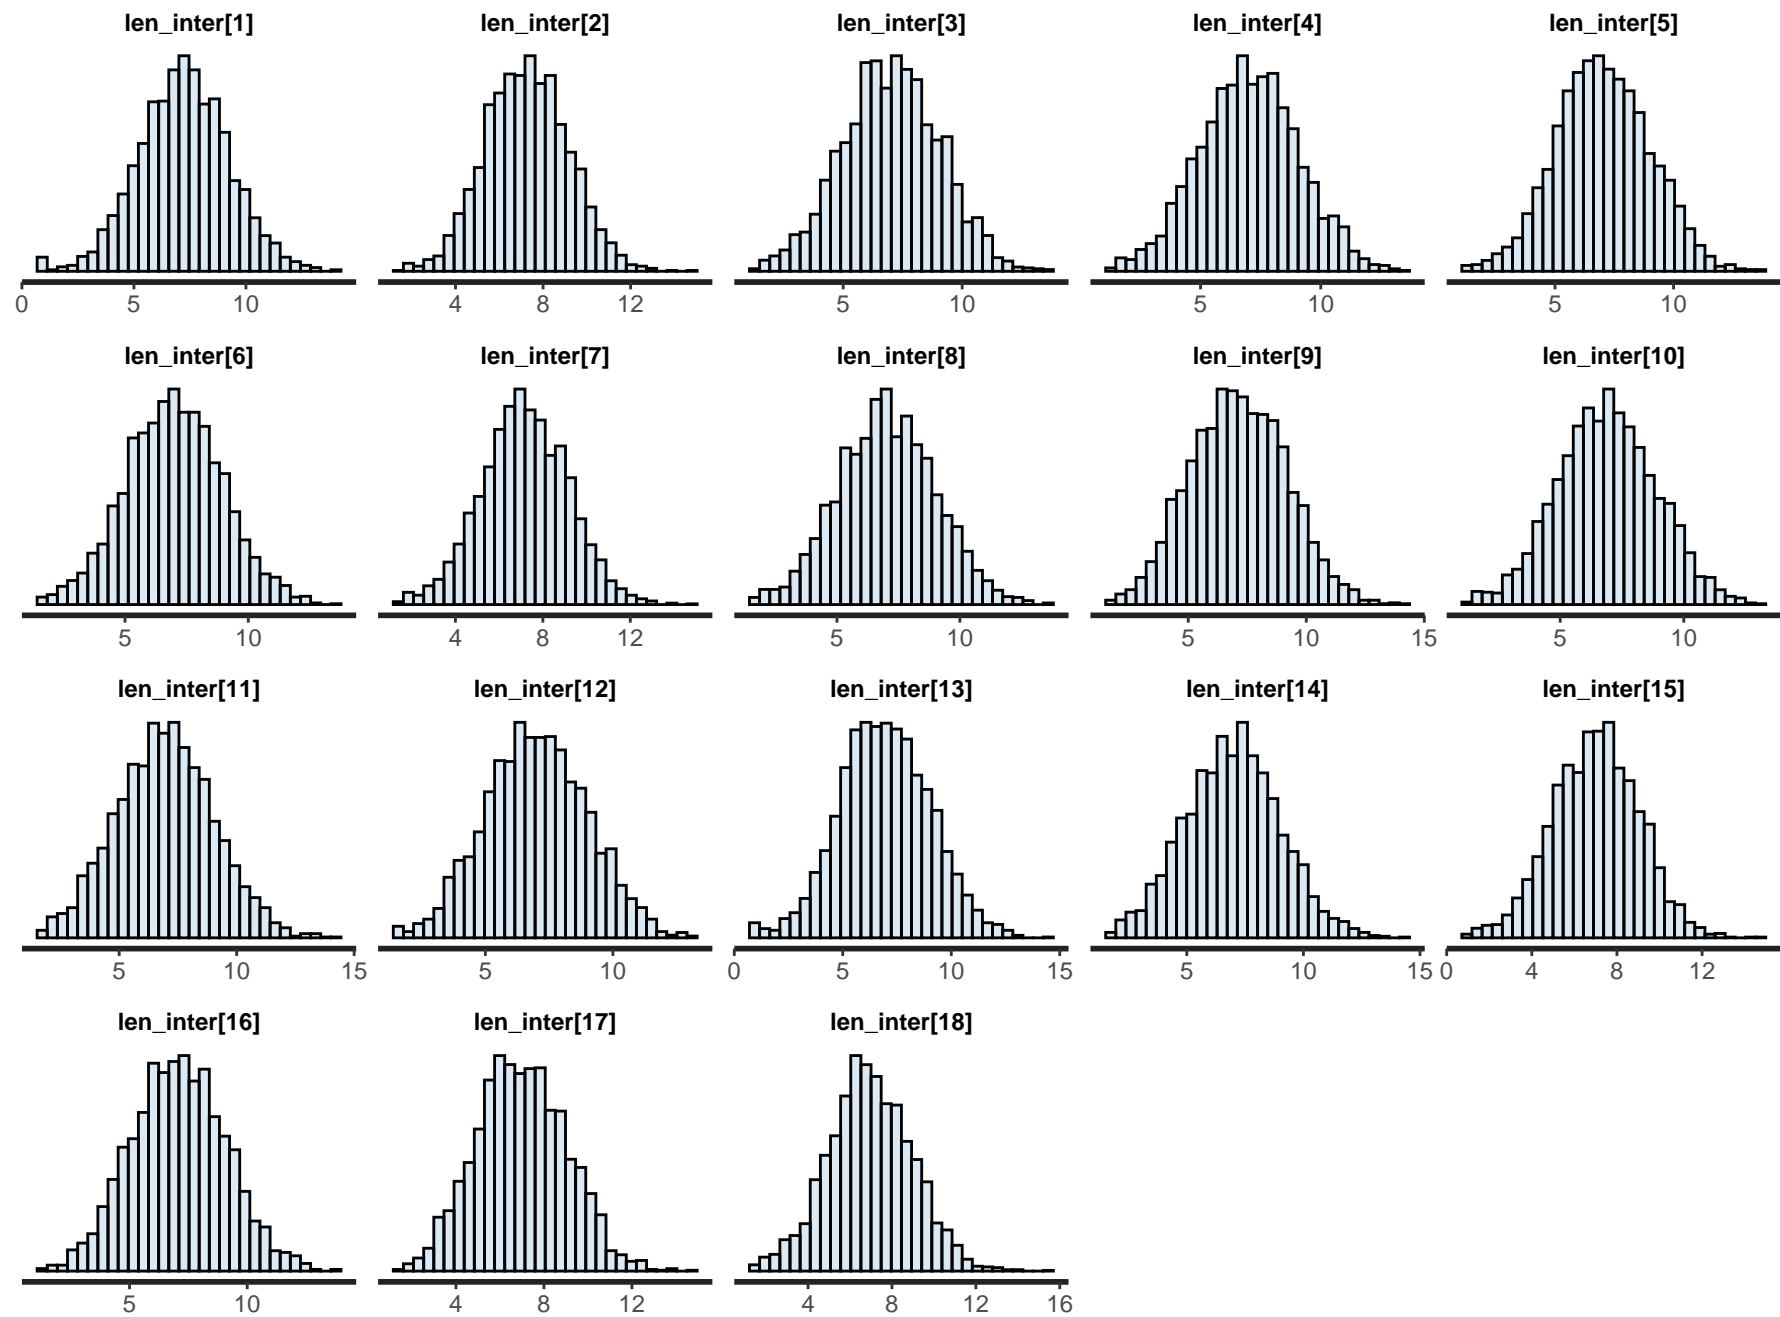 len_inter[1] len_inter[2] len_inter[3] len_inter[4] len_inter[5]
0 5 10 4 8 12 5 10 5 10 5 10
len_inter[6] len_inter[7] len_inter[8] len_inter[9] len_inter[10]
5 10 4 8 12 5 10 5 10 15 5 10
len_inter[11] len_inter[12] len_inter[13] len_inter[14] len_inter[15]
5 10 15 5 10 0 5 10 15 5 10 15 0 4 8 12
len_inter[16] len_inter[17] len_inter[18]
5 10 4 8 12 4 8 12 16